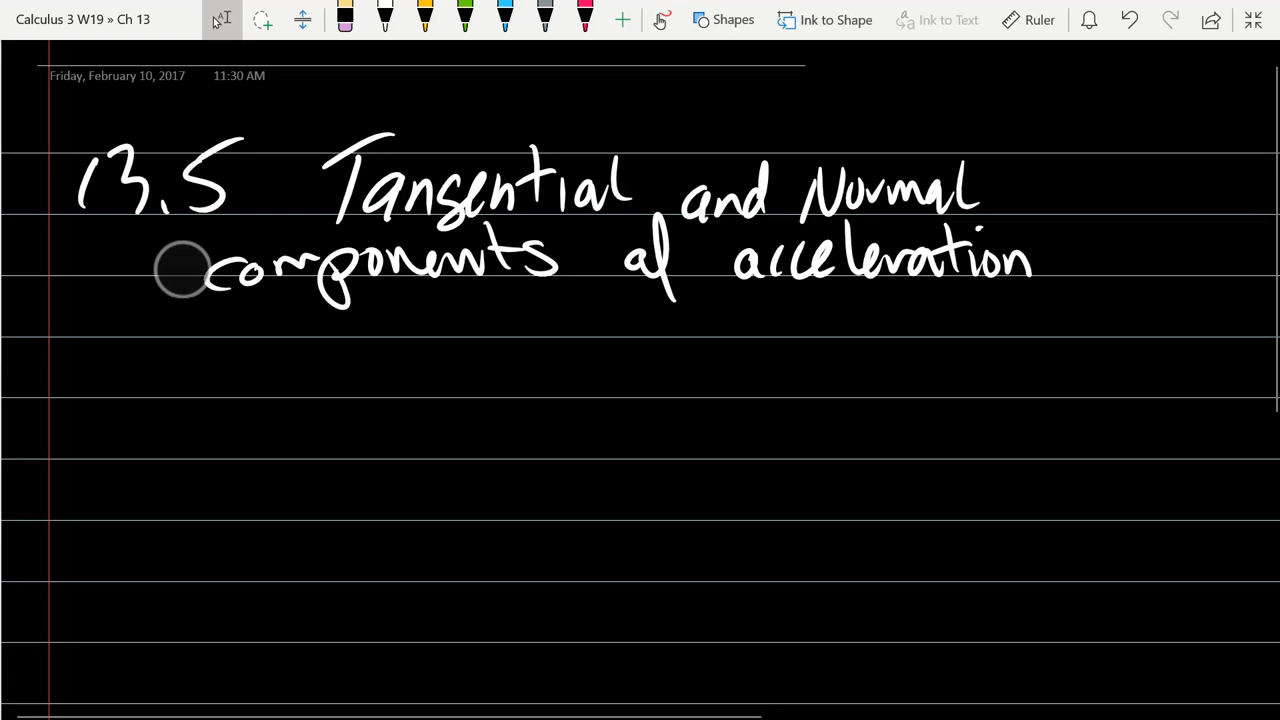 Calculus 3 W19 » Ch 13
Shapes
Ink to Shape
Ink to Text
Ruler
Friday, February 10, 2017 11:30 AM
13.5 Tangential and Normal
components of acceleration